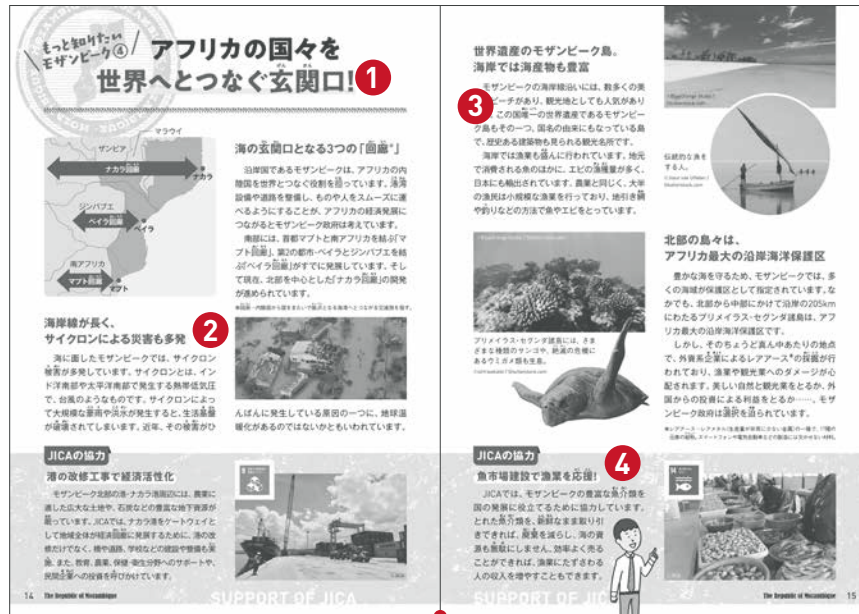 もっと知りたい
モザンビーク④
アフリカの国々を
世界へとつなぐ玄関口!
1
マラウイ
ザンビア
ナカラ回廊
ナカラ
ジンバブエ
ベイラ回廊
ベイラ
南アフリカ
マプト回廊
マプト
海の玄関口となる3つの「回廊*」
沿岸国であるモザンビークは、アフリカの内
陸国を世界とつなぐ役割を担っています。港湾
設備や道路を整備し、ものや人をスムーズに運
べるようにすることが、アフリカの経済発展に
つながるとモザンビーク政府は考えています。
南部には、首都マプトと南アフリカを結ぶ「マ
プト回廊」、第2の都市・ベイラとジンバブエを結
ぶ「ベイラ回廊」がすでに発展しています。そし
て現在、北部を中心とした「ナカラ回廊」の開発
が進められています。
2
海岸線が長く、
サイクロンによる災害も多発
海に面したモザンビークでは、サイクロン
被害が多発しています。サイクロンとは、イン
ド洋南部や太平洋南部で発生する熱帯低気圧
で、台風のようなものです。サイクロンによっ
て大規模な豪雨や洪水が発生すると、生活基盤
が破壊されてしまいます。近年、その被害がひ
んぱんに発生している原因の一つに、地球温
暖化があるのではないかともいわれています。
JICAの協力
港の改修工事で経済活性化
モザンビーク北部の港・ナカラ港周辺には、農業に
適した広大な土地や、石炭などの豊富な地下資源が
眠っています。JICAでは、ナカラ港をゲートウェイと
して地域全体が経済回廊に発展するために、港の改
修だけでなく、橋や道路、学校などの建設や整備も実
施。また、教育、農業、保健・衛生分野へのサポートや、
民間企業への投資を呼びかけています。
14 The Republic of Mozambique
SUPPORT OF JICA
世界遺産のモザンビーク島。
海岸では海産物も豊富
3
モザンビークの海岸線沿いには、数多くの美
ビーチがあり、観光地としても人気があり
この国唯一の世界遺産であるモザンビー
ク島もその一つ。国名の由来にもなっている島
で、歴史ある建築物も見られる観光名所です。
海岸では漁業も盛んに行われています。地元
で消費される魚のほかに、エビの漁獲量が多く、
日本にも輸出されています。農業と同じく、大半
の漁民は小規模な漁業を行っており、地引き網
や釣りなどの方法で魚やエビをとっています。
伝統的な漁を
する人。
プリメイラス・セグンダ諸島には、さま
ざまな種類のサンゴや、絶滅の危機に
あるウミガメ類も生息。
北部の島々は、
アフリカ最大の沿岸海洋保護区
豊かな海を守るため、モザンビークでは、多
くの海域が保護区として指定されています。な
かでも、北部から中部にかけて沿岸の205km
にわたるプリメイラス・セグンダ諸島は、アフ
リカ最大の沿岸海洋保護区です。
しかし、そのちょうど真ん中あたりの地点
で、外資系企業によるレアアース*の採掘が行
われており、漁業や観光業へのダメージが心
配されます。美しい自然と観光業をとるか、外
国からの投資による利益をとるか……、モザ
ンビーク政府は選択を迫られています。
JICAの協力
魚市場建設で漁業を応援!
4
JICAでは、モザンビークの豊富な魚介類を
国の発展に役立てるために協力しています。
とれた魚介類を、新鮮なまま取り引
きできれば、廃棄を減らし、海の資
源も無駄にしません。効率よく売る
ことができれば、漁業にたずさわる
人の収入を増やすこともできます。
SUPPORT OF JICA
The Republic of Mozambique 15